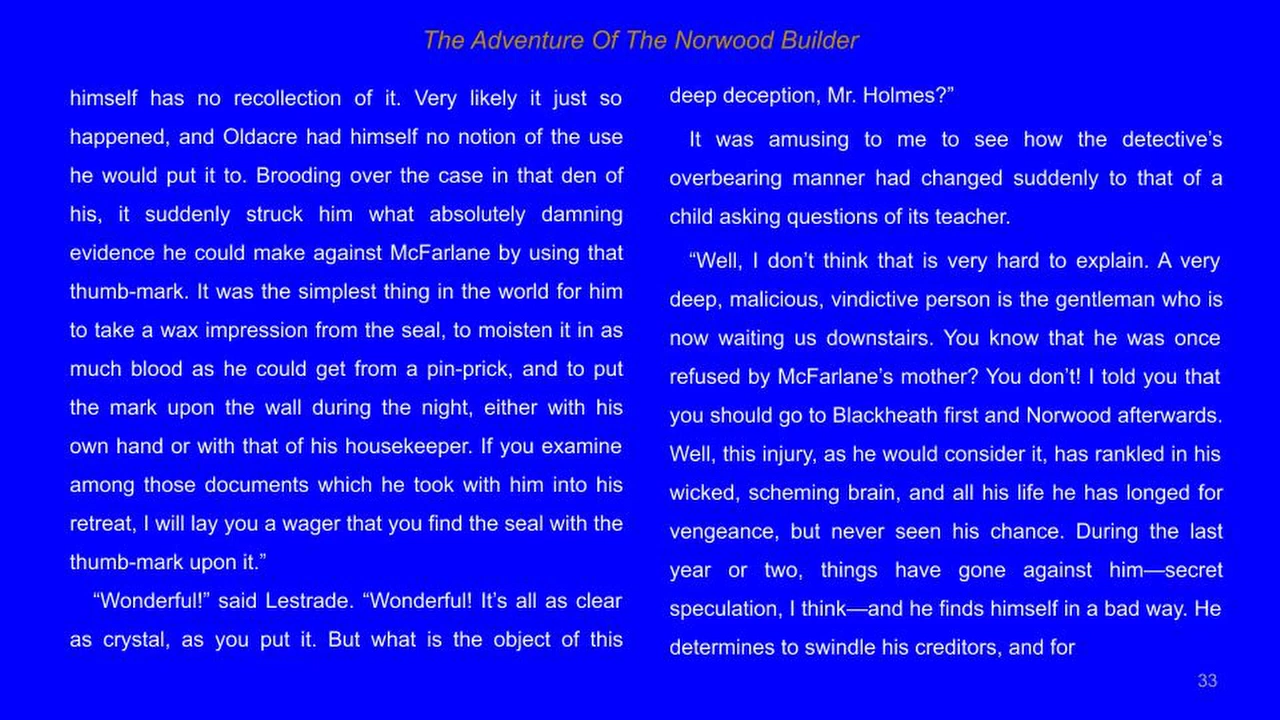 The Adventure Of The Norwood Builder
himself has no recollection of it. Very likely it just so
happened, and Oldacre had himself no notion of the use
he would put it to. Brooding over the case in that den of
his, it suddenly struck him what absolutely damning
evidence he could make against McFarlane by using that
thumb-mark. It was the simplest thing in the world for him
to take a wax impression from the seal, to moisten it in as
much blood as he could get from a pin-prick, and to put
the mark upon the wall during the night, either with his
own hand or with that of his housekeeper. If you examine
among those documents which he took with him into his
retreat, I will lay you a wager that you find the seal with the
thumb-mark upon it.”
“Wonderful!” said Lestrade. “Wonderful! It’s all as clear
as crystal, as you put it. But what is the object of this
deep deception, Mr. Holmes?”
It was amusing to me to see how the detective’s
overbearing manner had changed suddenly to that of a
child asking questions of its teacher.
“Well, I don’t think that is very hard to explain. A very
deep, malicious, vindictive person is the gentleman who is
now waiting us downstairs. You know that he was once
refused by McFarlane’s mother? You don’t! I told you that
you should go to Blackheath first and Norwood afterwards.
Well, this injury, as he would consider it, has rankled in his
wicked, scheming brain, and all his life he has longed for
vengeance, but never seen his chance. During the last
year or two, things have gone against him—secret
speculation, I think—and he finds himself in a bad way. He
determines to swindle his creditors, and for
33